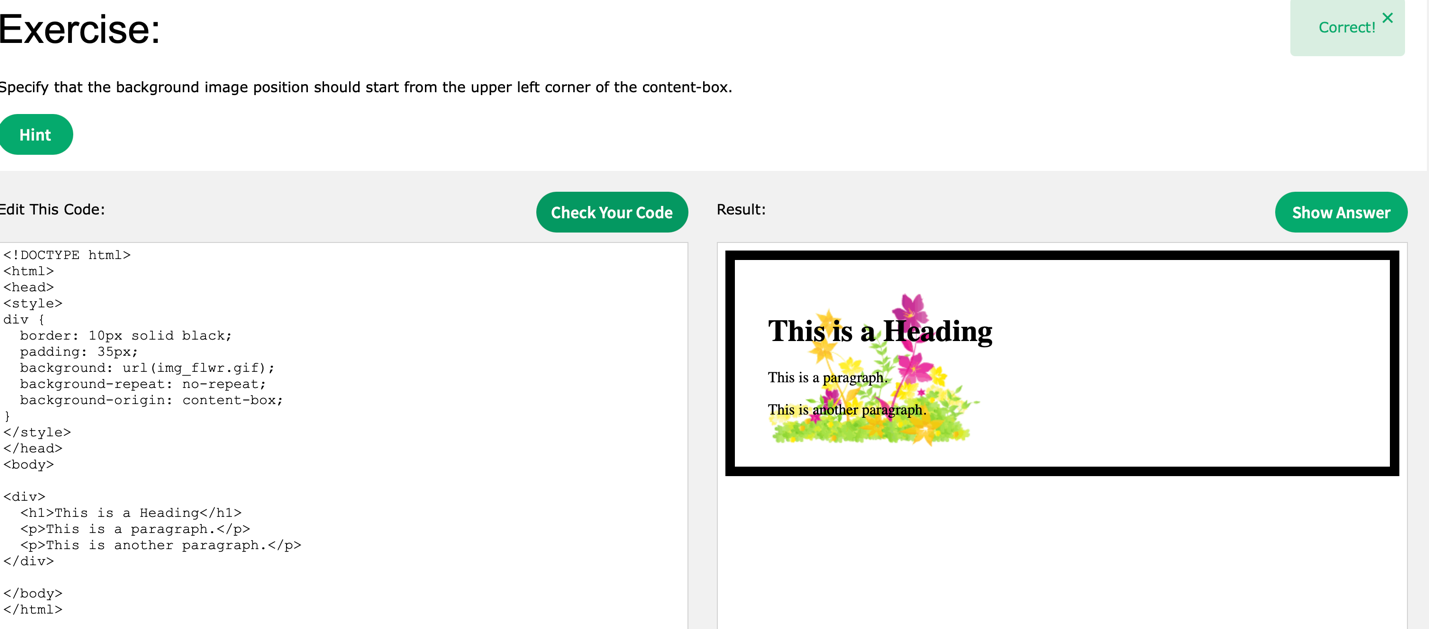 Exercise:
Correct! ×
Specify that the background image position should start from the upper left corner of the content-box.
Hint
Edit This Code:
Check Your Code
<!DOCTYPE html>
<html>
<head>
<style>
div {
  border: 10px solid black;
  padding: 35px;
  background: url(img_flwr.gif);
  background-repeat: no-repeat;
  background-origin: content-box;
}
</style>
</head>
<body>

<div>
  <h1>This is a Heading</h1>
  <p>This is a paragraph.</p>
  <p>This is another paragraph.</p>
</div>

</body>
</html>
Result:
Show Answer
This is a Heading
This is a paragraph.
This is another paragraph.